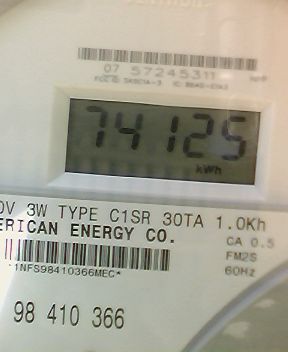 07 57245311
74125
kWh
0V 3W TYPE C1SR 30TA 1.0Kh
ERICAN ENERGY CO.
CA 0.5
FM2S
60Hz
*1NFS98410366MEC*
98 410 366